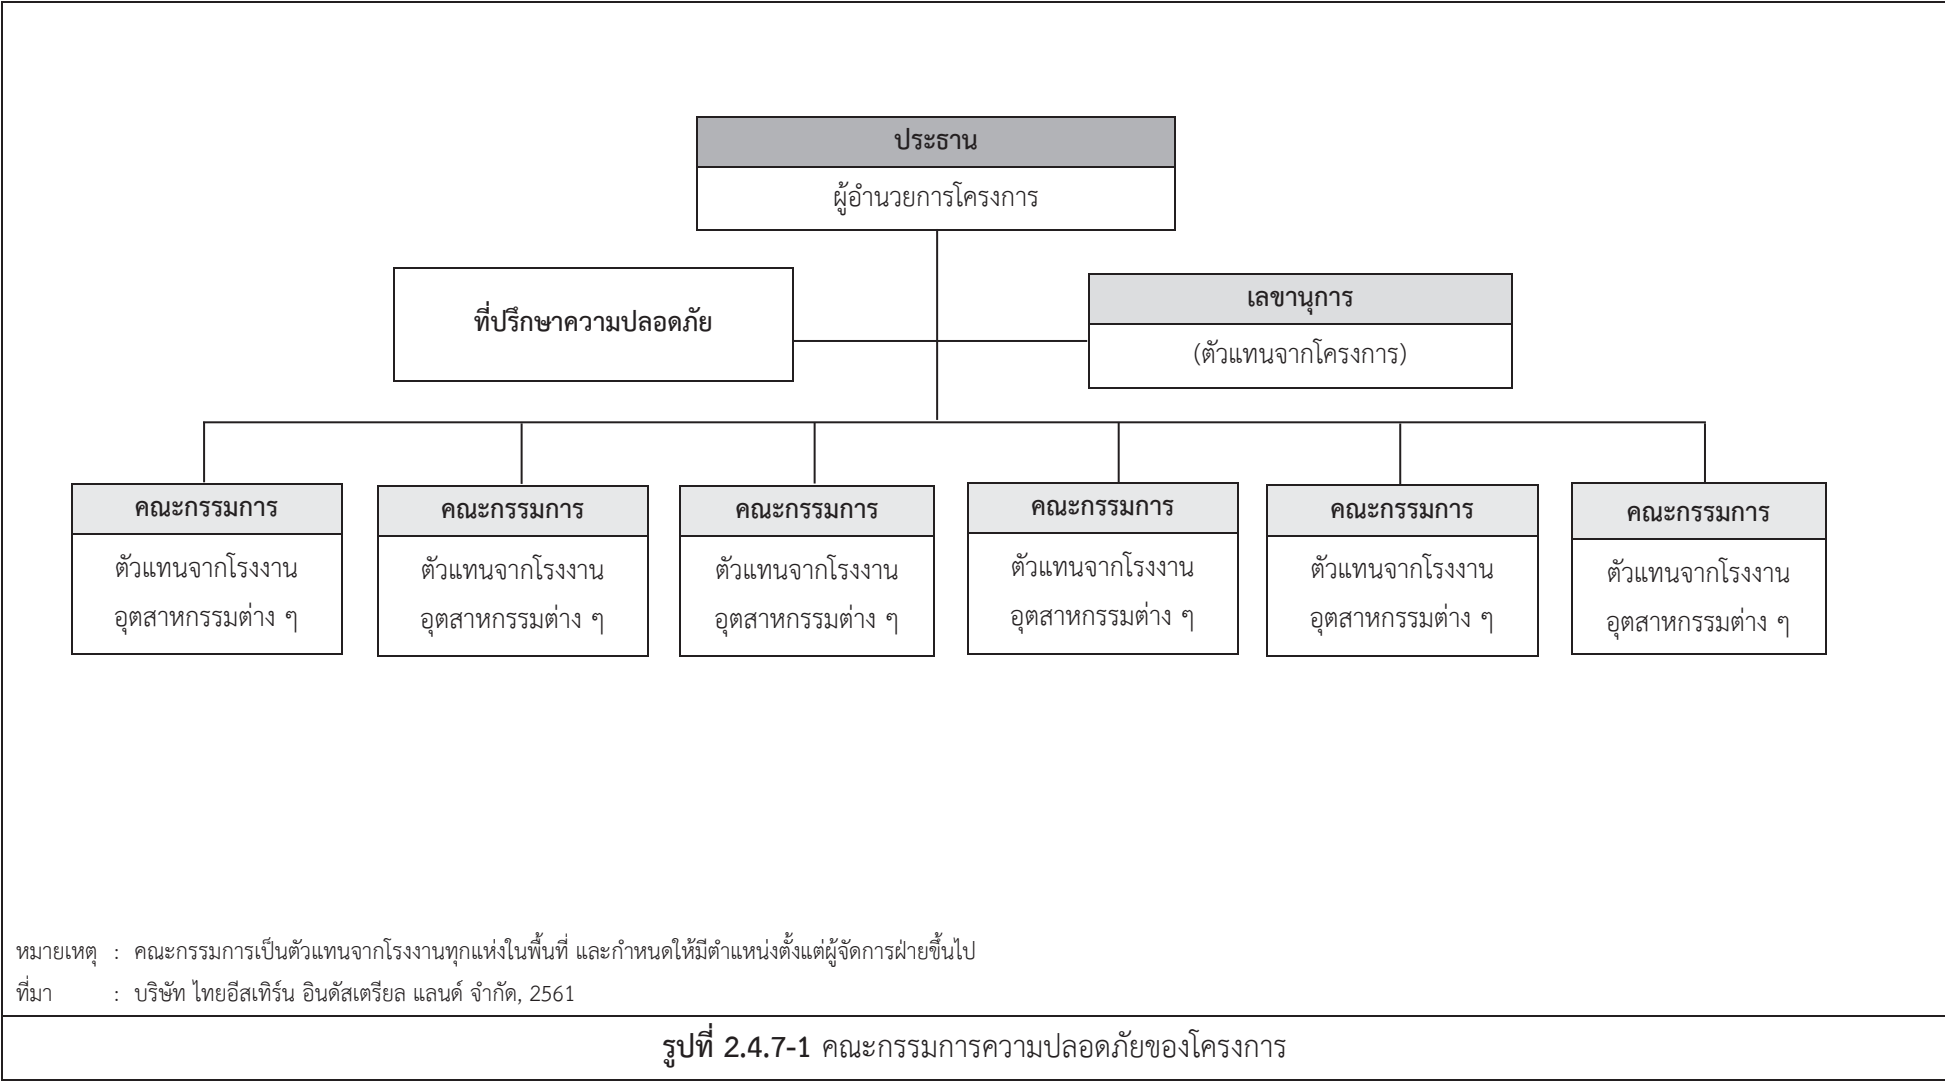 ประธาน
ผู้อำนวยการโครงการ
ที่ปรึกษาความปลอดภัย
เลขานุการ
(ตัวแทนจากโครงการ)
คณะกรรมการ
ตัวแทนจากโรงงาน
อุตสาหกรรมต่าง ๆ
คณะกรรมการ
ตัวแทนจากโรงงาน
อุตสาหกรรมต่าง ๆ
คณะกรรมการ
ตัวแทนจากโรงงาน
อุตสาหกรรมต่าง ๆ
คณะกรรมการ
ตัวแทนจากโรงงาน
อุตสาหกรรมต่าง ๆ
คณะกรรมการ
ตัวแทนจากโรงงาน
อุตสาหกรรมต่าง ๆ
คณะกรรมการ
ตัวแทนจากโรงงาน
อุตสาหกรรมต่าง ๆ
หมายเหตุ : คณะกรรมการเป็นตัวแทนจากโรงงานทุกแห่งในพื้นที่ และกำหนดให้มีตำแหน่งตั้งแต่ผู้จัดการฝ่ายขึ้นไป
ที่มา : บริษัท ไทยอีสเทิร์น อินดัสเตรียล แลนด์ จำกัด, 2561
รูปที่ 2.4.7-1 คณะกรรมการความปลอดภัยของโครงการ